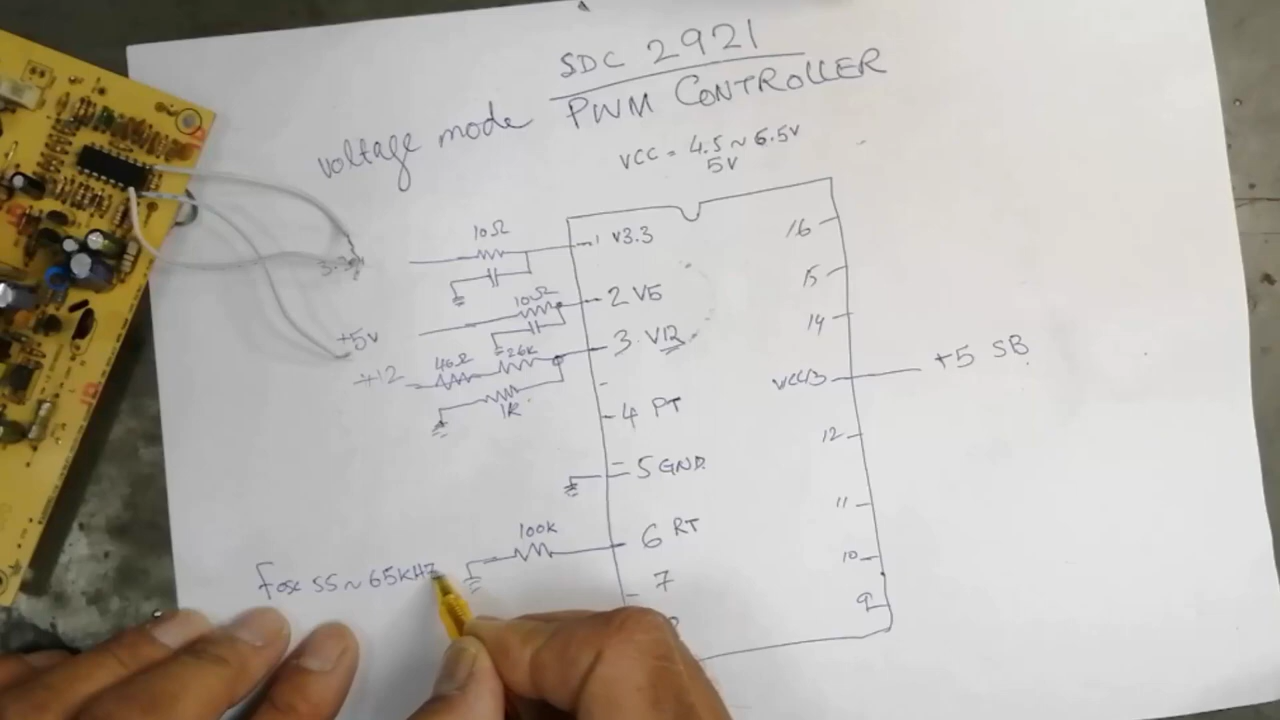 SDC 2921
voltage mode PWM CONTROLLER
VCC = 4.5 ~ 6.5V
5V
10Ω
1 V3.3
16
10Ω
2 V5
15
+5V
26K
3 V12
14
+12
40Ω
1K
4 PT
VCC13
+5 SB
5 GND
12
100K
6 RT
11
Fosc 55 ~ 65KHZ
7
10
9